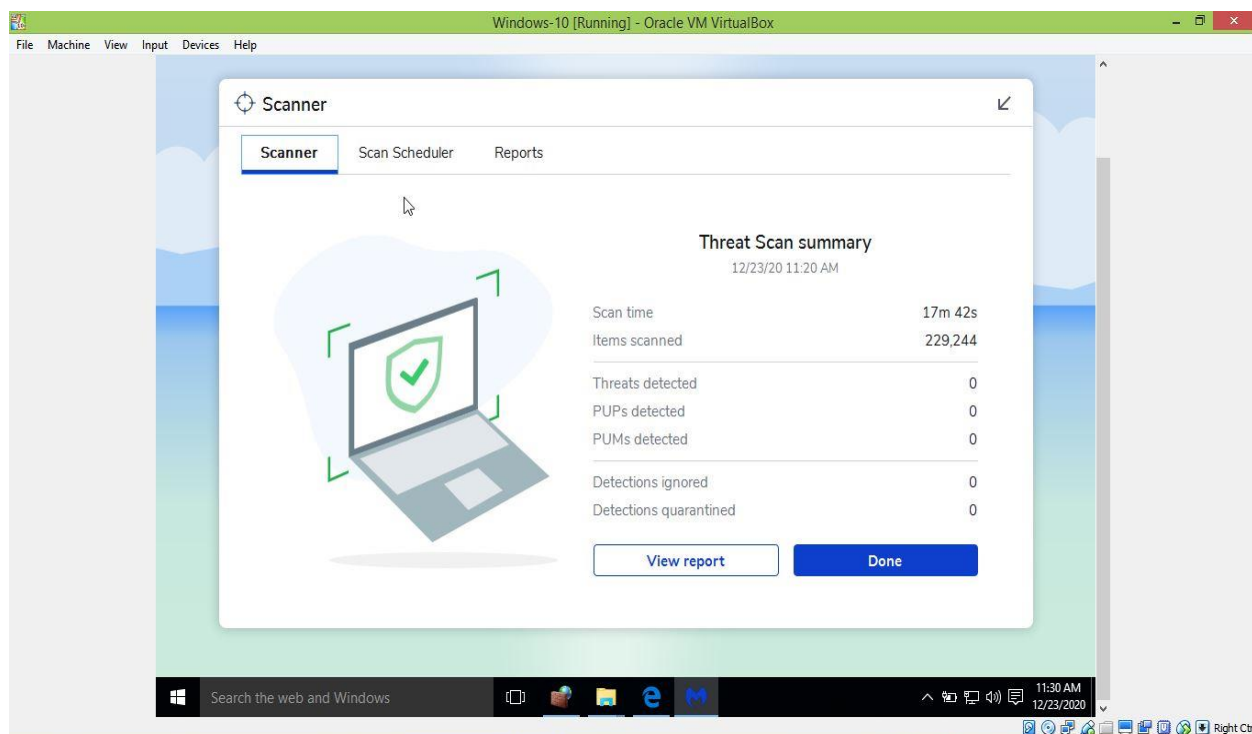 Windows-10 [Running] - Oracle VM VirtualBox
File Machine View Input Devices Help
Scanner
Scanner Scan Scheduler Reports
Threat Scan summary
12/23/20 11:20 AM
Scan time 17m 42s
Items scanned 229,244
Threats detected 0
PUPs detected 0
PUMs detected 0
Detections ignored 0
Detections quarantined 0
View report Done
Search the web and Windows
11:30 AM
12/23/2020
Right Ctr